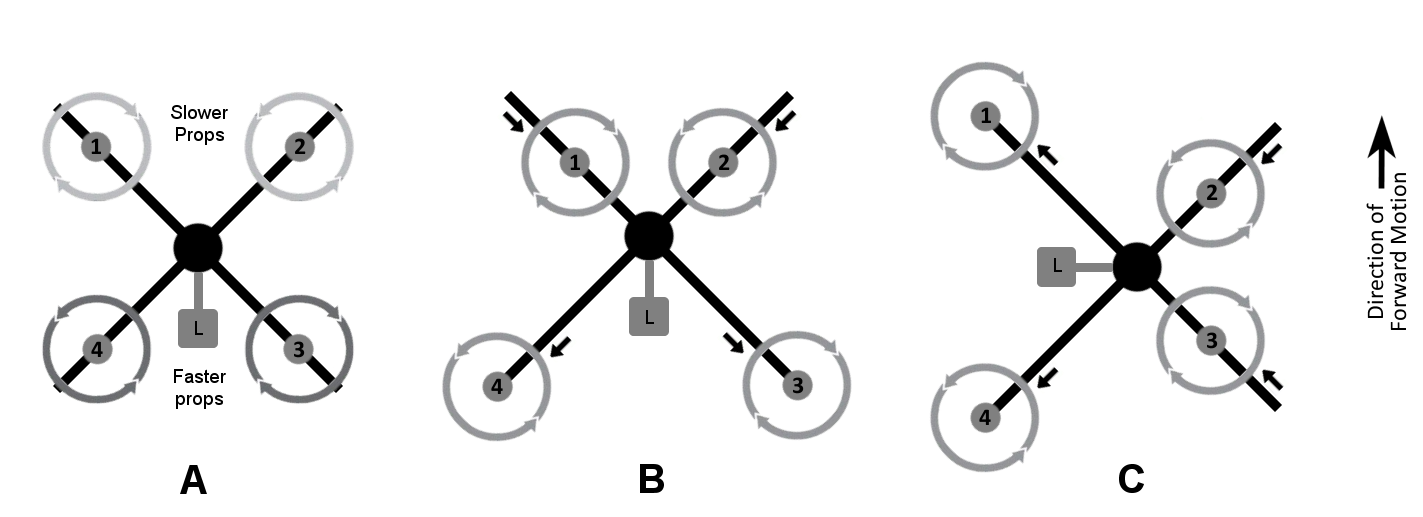 1
Slower
Props
2
4
L
3
Faster
props
A
1
2
L
4
3
B
1
2
L
3
4
C
Direction of
Forward Motion